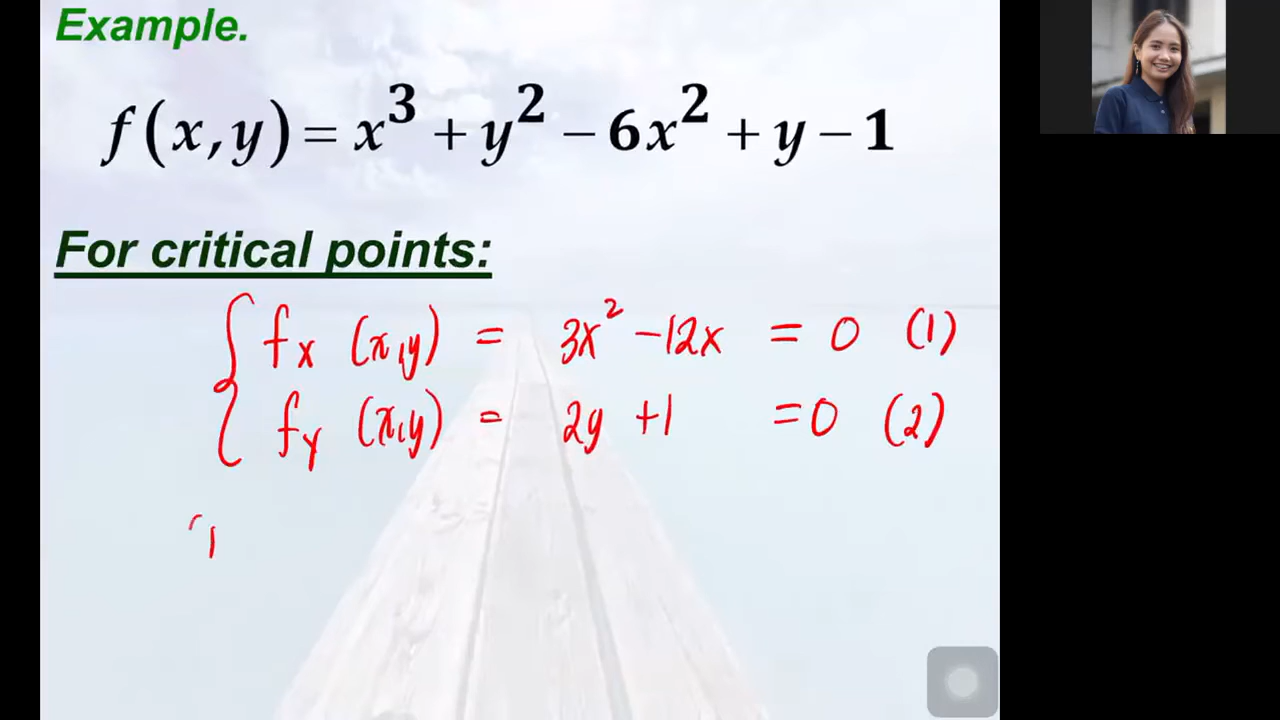 Example.
f(x,y) = x³ + y² − 6x² + y − 1
For critical points:
{ fx (x,y) = 3x² − 12x = 0 (1)
{ fy (x,y) = 2y + 1 = 0 (2)